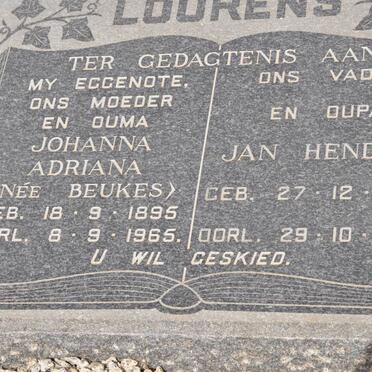 LOURENS
TER GEDAGTENIS AAN
MY EGGENOTE,
ONS MOEDER
EN OUMA
JOHANNA
ADRIANA
NÉE BEUKES)
EB. 18·9·1895
RL. 8·9·1965.
ONS VAD
EN OUPA
JAN HEND
GEB. 27·12·
OORL. 29·10·
U WIL GESKIED.